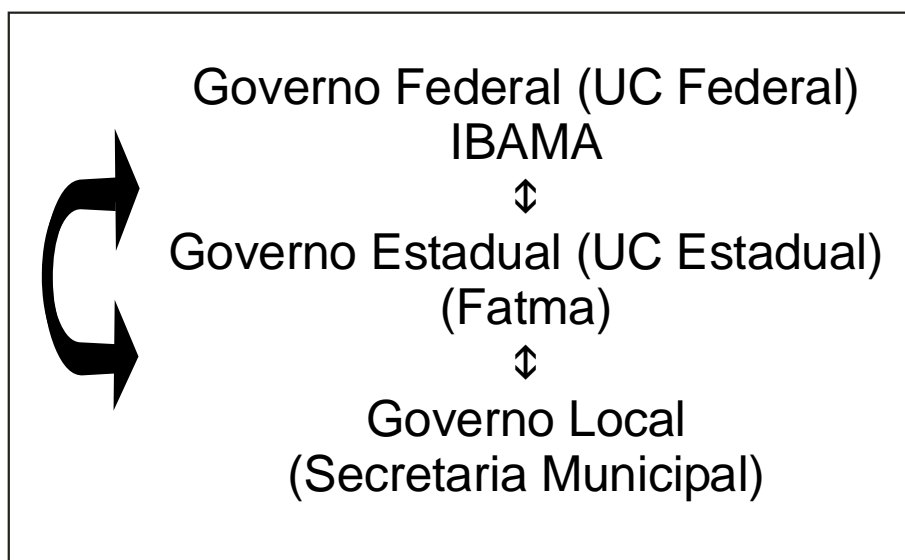 Governo Federal (UC Federal)
IBAMA
⇕
Governo Estadual (UC Estadual)
(Fatma)
⇕
Governo Local
(Secretaria Municipal)